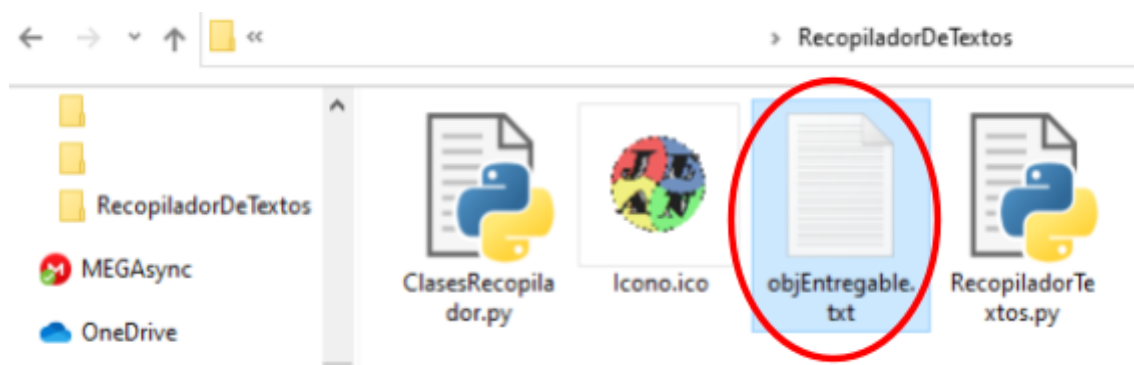 « > RecopiladorDeTextos
RecopiladorDeTextos
MEGAsync
OneDrive
ClasesRecopila
dor.py
Icono.ico
objEntregable.
txt
RecopiladorTe
xtos.py